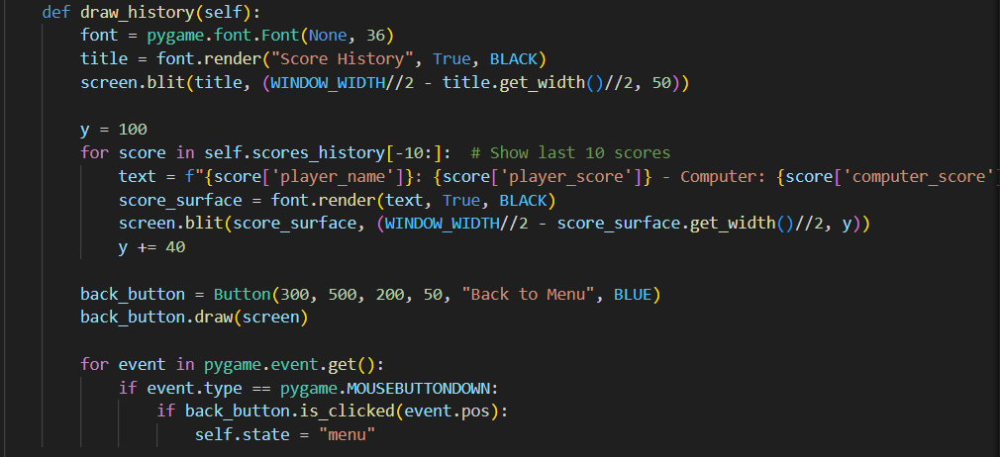 def draw_history(self):
    font = pygame.font.Font(None, 36)
    title = font.render("Score History", True, BLACK)
    screen.blit(title, (WINDOW_WIDTH//2 - title.get_width()//2, 50))

    y = 100
    for score in self.scores_history[-10:]:  # Show last 10 scores
        text = f"{score['player_name']}: {score['player_score']} - Computer: {score['computer_score']
        score_surface = font.render(text, True, BLACK)
        screen.blit(score_surface, (WINDOW_WIDTH//2 - score_surface.get_width()//2, y))
        y += 40

    back_button = Button(300, 500, 200, 50, "Back to Menu", BLUE)
    back_button.draw(screen)

    for event in pygame.event.get():
        if event.type == pygame.MOUSEBUTTONDOWN:
            if back_button.is_clicked(event.pos):
                self.state = "menu"